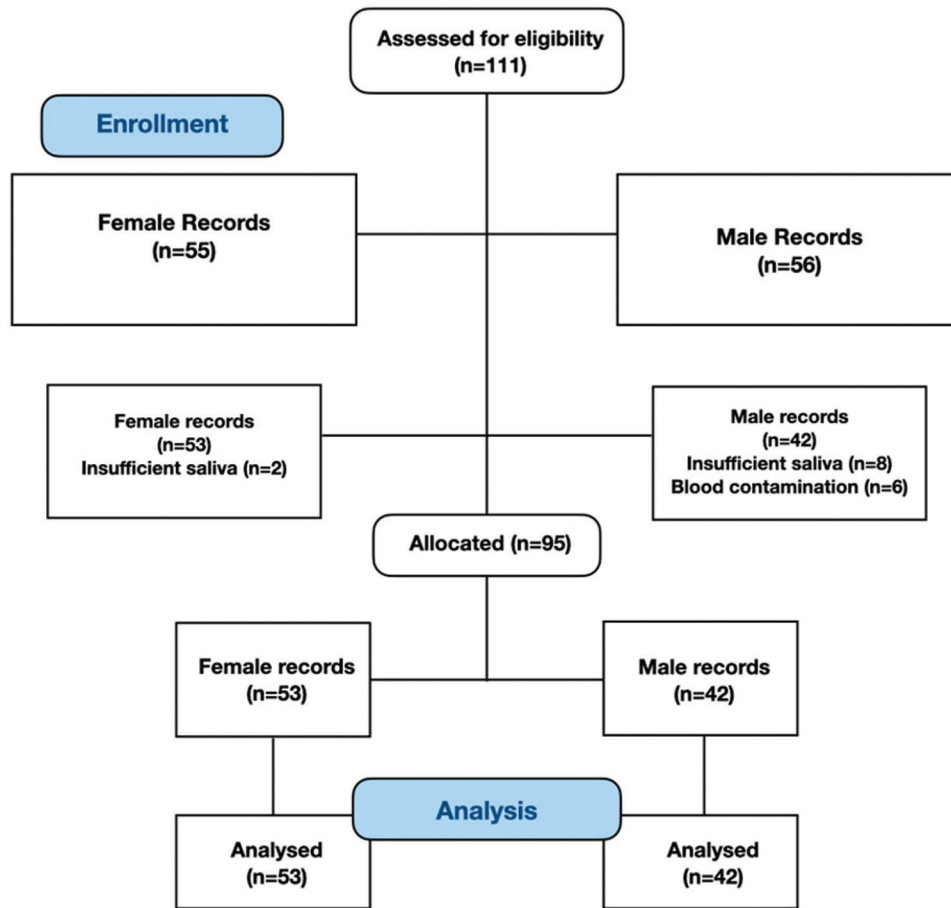 Assessed for eligibility
(n=111)
Enrollment
Female Records
(n=55)
Male Records
(n=56)
Female records
(n=53)
Insufficient saliva (n=2)
Male records
(n=42)
Insufficient saliva (n=8)
Blood contamination (n=6)
Allocated (n=95)
Female records
(n=53)
Male records
(n=42)
Analysis
Analysed
(n=53)
Analysed
(n=42)